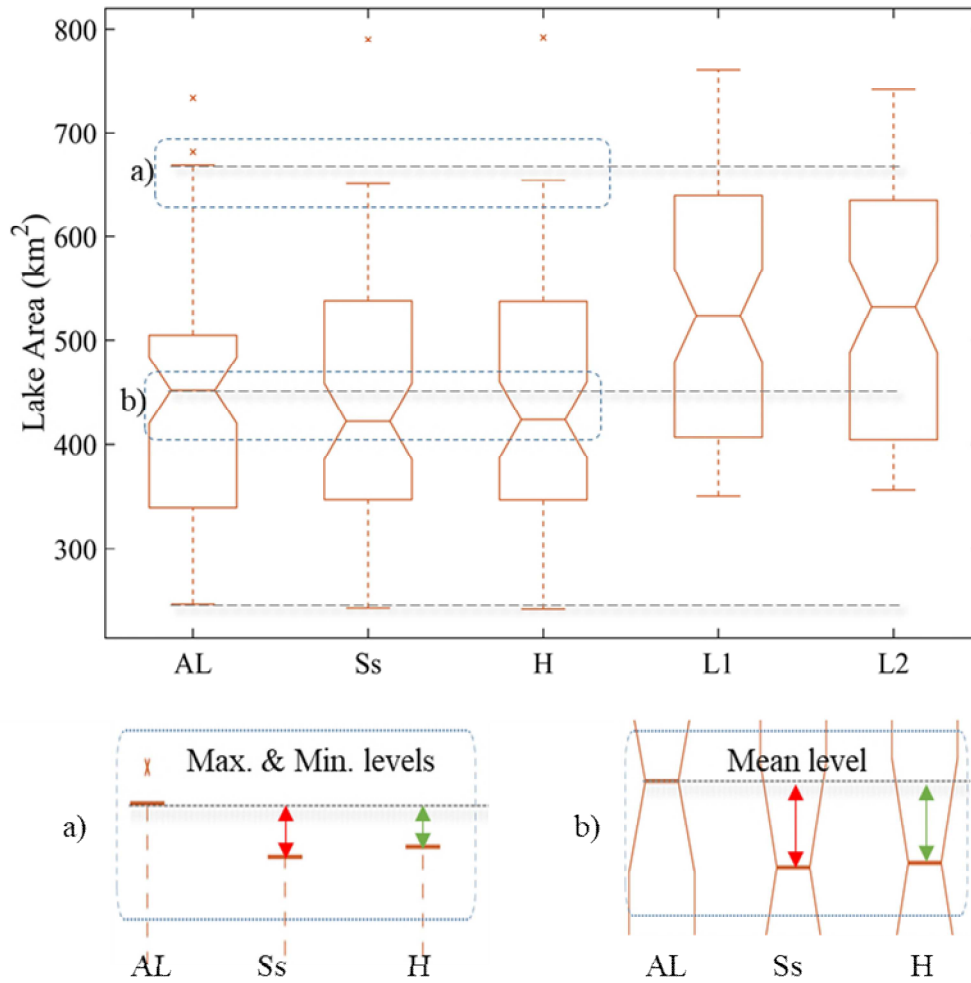 Lake Area (km²)
800
700
600
500
400
300
a)
b)
AL Ss H L1 L2
Max. & Min. levels
a)
AL Ss H
Mean level
b)
AL Ss H